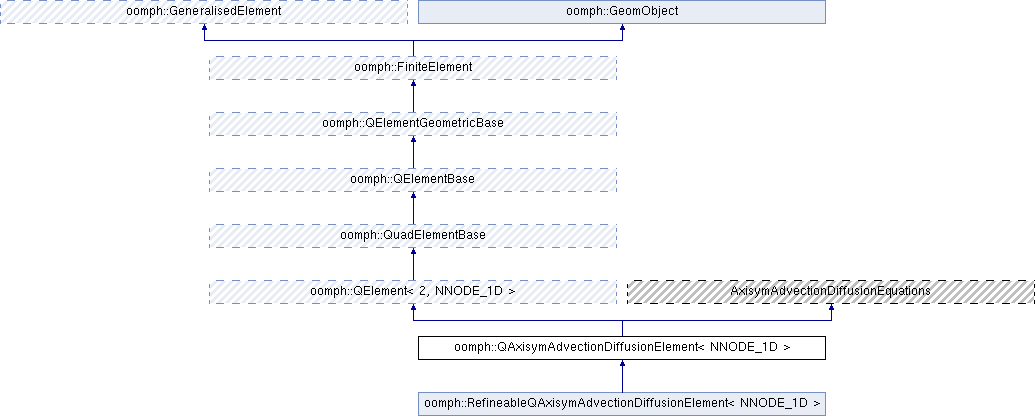 oomph::GeneralisedElement
oomph::GeomObject
oomph::FiniteElement
oomph::QElementGeometricBase
oomph::QElementBase
oomph::QuadElementBase
oomph::QElement< 2, NNODE_1D >
AxisymAdvectionDiffusionEquations
oomph::QAxisymAdvectionDiffusionElement< NNODE_1D >
oomph::RefineableQAxisymAdvectionDiffusionElement< NNODE_1D >